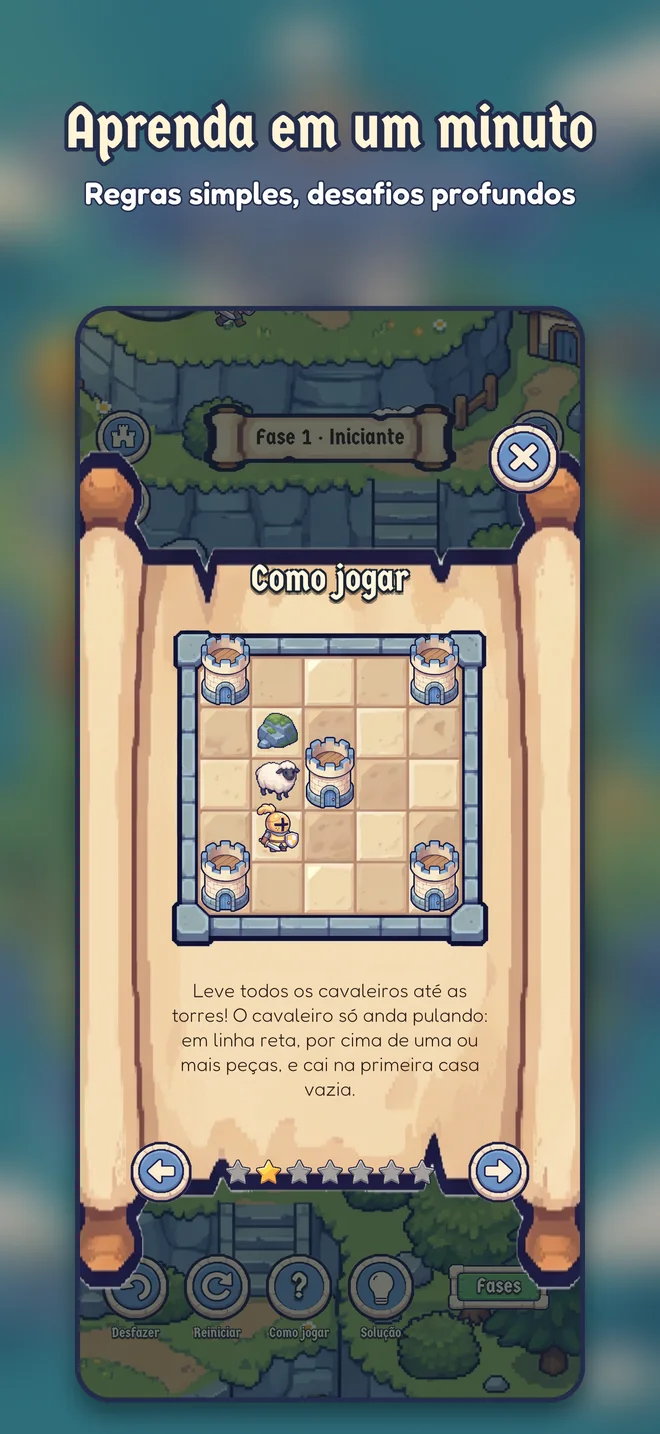 Aprenda em um minuto
Regras simples, desafios profundos
Fase 1 · Iniciante
Como jogar
Leve todos os cavaleiros até as
torres! O cavaleiro só anda pulando:
em linha reta, por cima de uma ou
mais peças, e cai na primeira casa
vazia.
Fases
Desfazer
Reiniciar
Como jogar
Solução